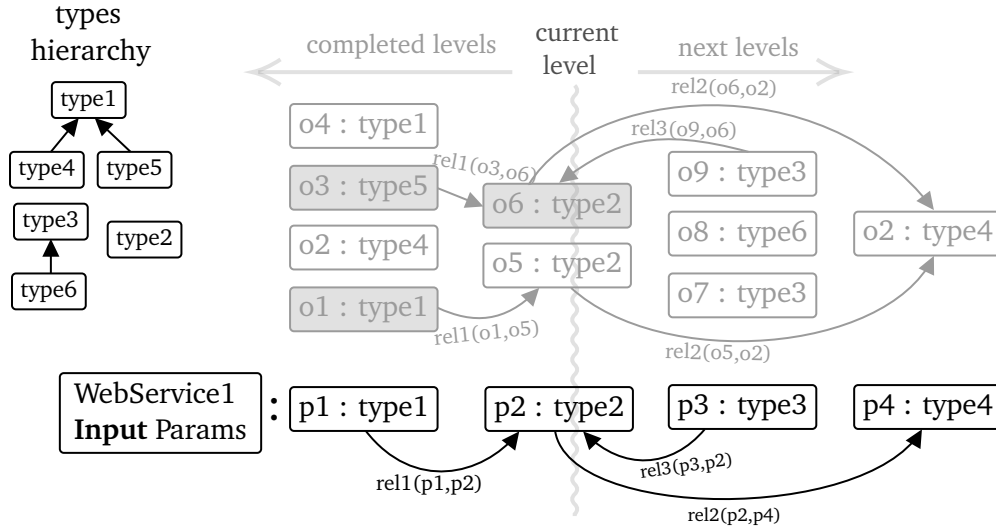 types
hierarchy
type1
type4
type5
type3
type2
type6
completed levels
current
level
next levels
rel2(o6,o2)
o4 : type1
rel1(o3,o6)
rel3(o9,o6)
o3 : type5
o6 : type2
o9 : type3
o2 : type4
o5 : type2
o8 : type6
o2 : type4
o1 : type1
rel1(o1,o5)
o7 : type3
rel2(o5,o2)
WebService1
Input Params
:
p1 : type1
p2 : type2
p3 : type3
p4 : type4
rel1(p1,p2)
rel3(p3,p2)
rel2(p2,p4)